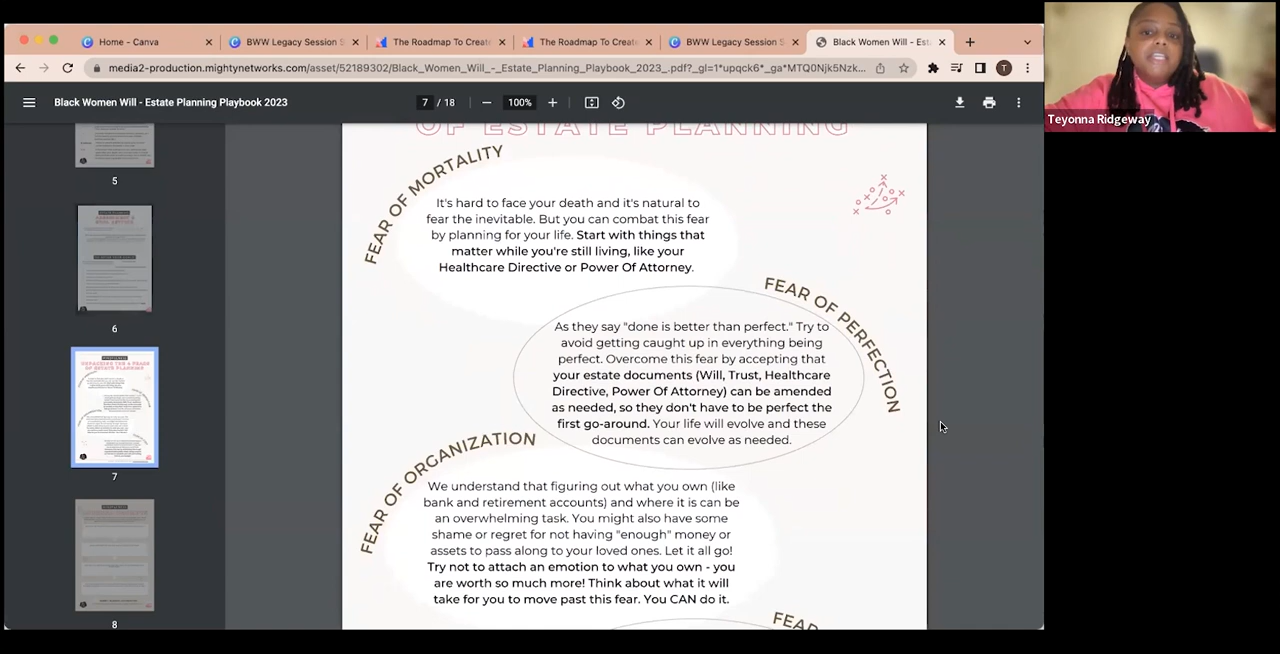 Home - Canva
BWW Legacy Session S
The Roadmap To Create
The Roadmap To Create
BWW Legacy Session S
Black Women Will - Est
media2-production.mightynetworks.com/asset/52189302/Black_Women_Will_-_Estate_Planning_Playbook_2023_.pdf?_gl=1*upqck6*_ga*MTQ0Njk5Nzk...
T
Black Women Will - Estate Planning Playbook 2023
7 / 18
100%
Teyonna Ridgeway
5
6
7
8
OF ESTATE PLANNING
FEAR OF MORTALITY
It's hard to face your death and it's natural to
fear the inevitable. But you can combat this fear
by planning for your life. Start with things that
matter while you're still living, like your
Healthcare Directive or Power Of Attorney.
FEAR OF PERFECTION
As they say "done is better than perfect." Try to
avoid getting caught up in everything being
perfect. Overcome this fear by accepting that
your estate documents (Will, Trust, Healthcare
Directive, Power Of Attorney) can be amended
as needed, so they don't have to be perfect the
first go-around. Your life will evolve and these
documents can evolve as needed.
FEAR OF ORGANIZATION
We understand that figuring out what you own (like
bank and retirement accounts) and where it is can be
an overwhelming task. You might also have some
shame or regret for not having "enough" money or
assets to pass along to your loved ones. Let it all go!
Try not to attach an emotion to what you own - you
are worth so much more! Think about what it will
take for you to move past this fear. You CAN do it.
FEAR